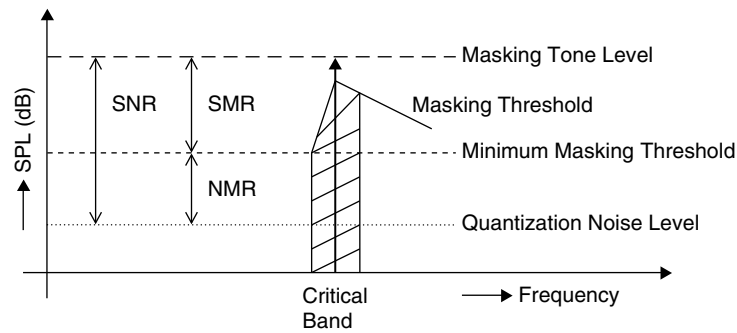 Masking Tone Level
SNR
SMR
Masking Threshold
SPL (dB)
Minimum Masking Threshold
NMR
Quantization Noise Level
Critical
Band
Frequency